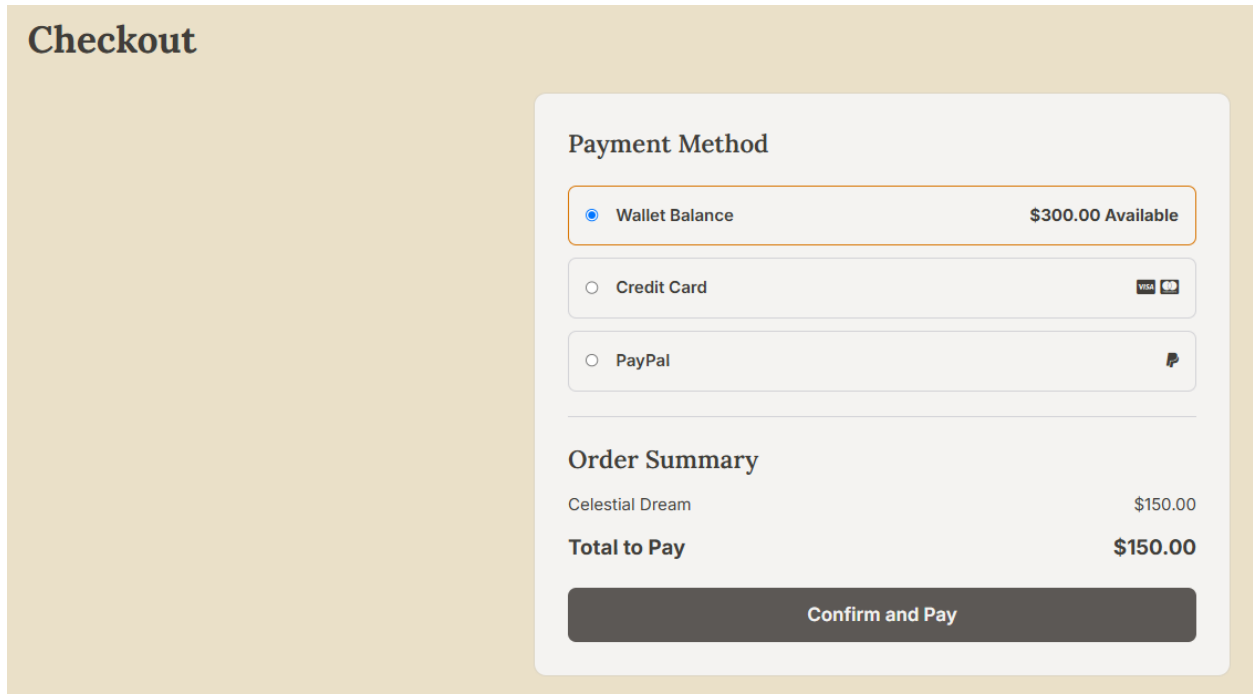 Checkout
Payment Method
Wallet Balance $300.00 Available
Credit Card VISA
PayPal
Order Summary
Celestial Dream $150.00
Total to Pay $150.00
Confirm and Pay